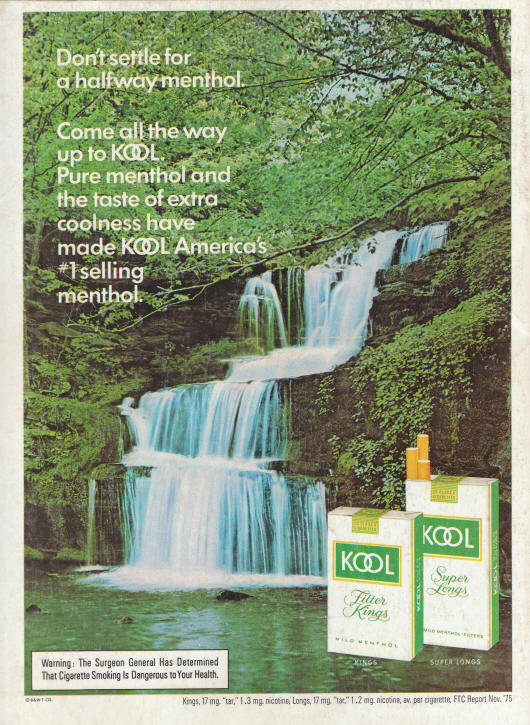 Don't settle for
a halfway menthol.
Come all the way
up to KOOL.
Pure menthol and
the taste of extra
coolness have
made KOOL America's
#1 selling
menthol.
KOOL
Super
Longs
MILD MENTHOL · FILTERS
KOOL
Filter
Kings
MILD MENTHOL
KINGS
SUPER LONGS
Warning: The Surgeon General Has Determined
That Cigarette Smoking Is Dangerous to Your Health.
© B&W T CO.
Kings, 17 mg. "tar," 1.3 mg. nicotine; Longs, 17 mg. "tar," 1.2 mg. nicotine, av. per cigarette, FTC Report Nov. '75